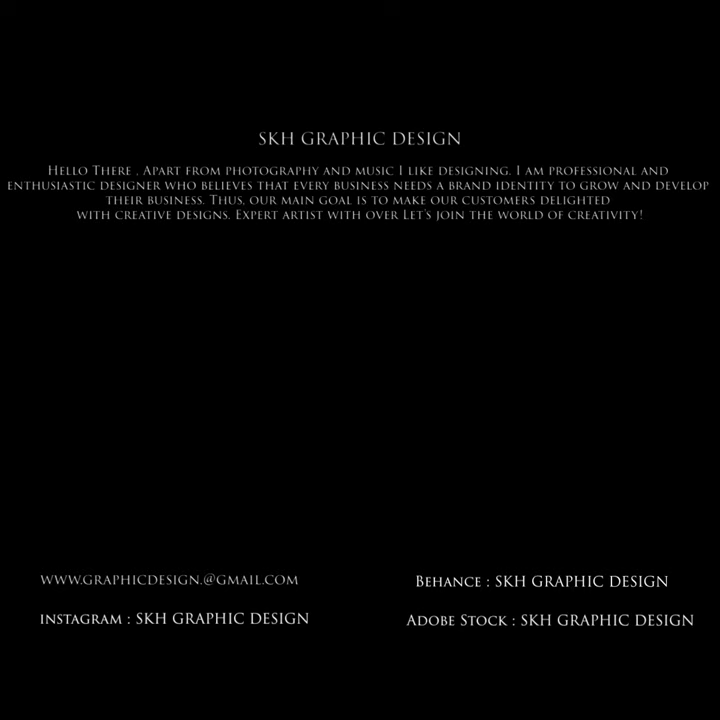 SKH GRAPHIC DESIGN
Hello There , Apart from photography and music I like designing. I am professional and
enthusiastic designer who believes that every business needs a brand identity to grow and develop
their business. Thus, our main goal is to make our customers delighted
with creative designs. Expert artist with over Let's join the world of creativity!
www.graphicdesign.@gmail.com
Behance : SKH GRAPHIC DESIGN
instagram : SKH GRAPHIC DESIGN
Adobe Stock : SKH GRAPHIC DESIGN